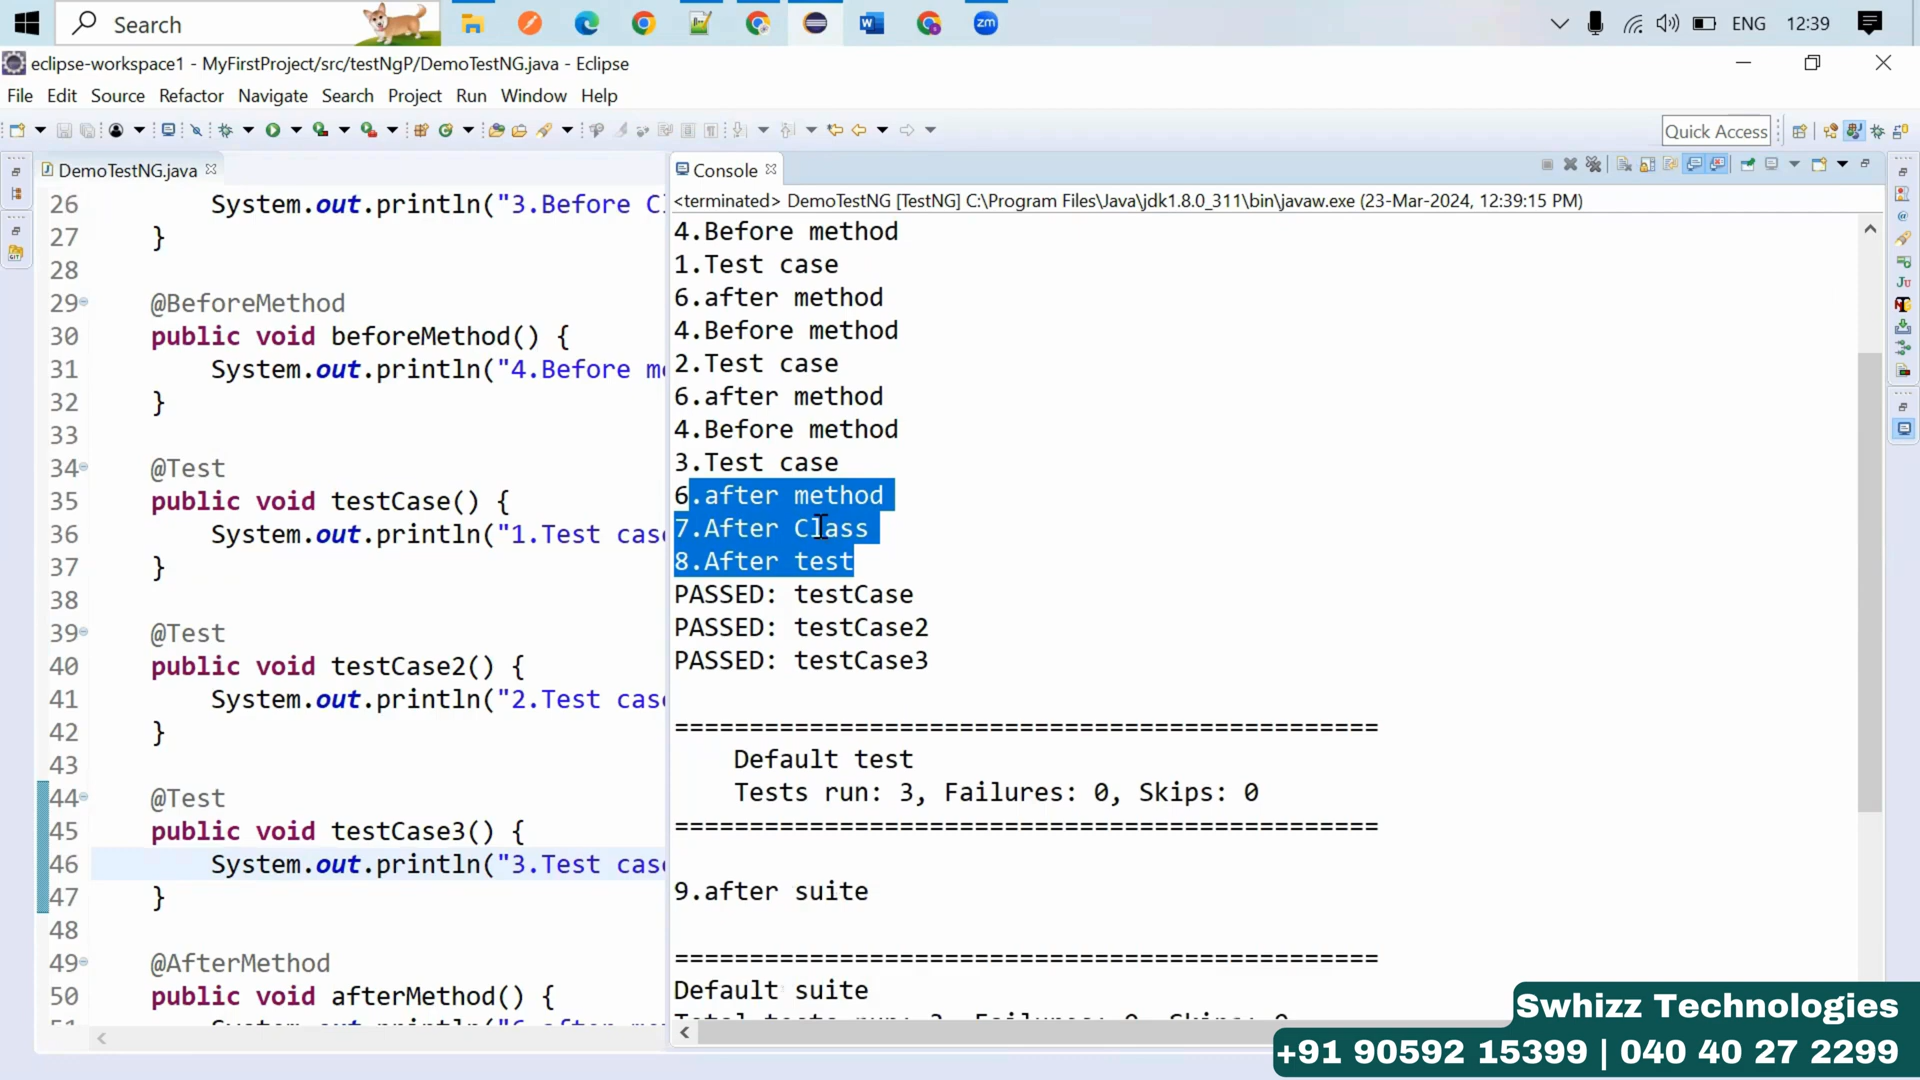 Search
ENG
12:39
eclipse-workspace1 - MyFirstProject/src/testNgP/DemoTestNG.java - Eclipse
File Edit Source Refactor Navigate Search Project Run Window Help
Quick Access
DemoTestNG.java
26 System.out.println("3.Before Cl
27 }
28
29 @BeforeMethod
30 public void beforeMethod() {
31 System.out.println("4.Before me
32 }
33
34 @Test
35 public void testCase() {
36 System.out.println("1.Test case
37 }
38
39 @Test
40 public void testCase2() {
41 System.out.println("2.Test case
42 }
43
44 @Test
45 public void testCase3() {
46 System.out.println("3.Test case
47 }
48
49 @AfterMethod
50 public void afterMethod() {
Console
<terminated> DemoTestNG [TestNG] C:\Program Files\Java\jdk1.8.0_311\bin\javaw.exe (23-Mar-2024, 12:39:15 PM)
4.Before method
1.Test case
6.after method
4.Before method
2.Test case
6.after method
4.Before method
3.Test case
6.after method
7.After Class
8.After test
PASSED: testCase
PASSED: testCase2
PASSED: testCase3
===============================================
Default test
Tests run: 3, Failures: 0, Skips: 0
===============================================
9.after suite
===============================================
Default suite
Swhizz Technologies
+91 90592 15399 | 040 40 27 2299